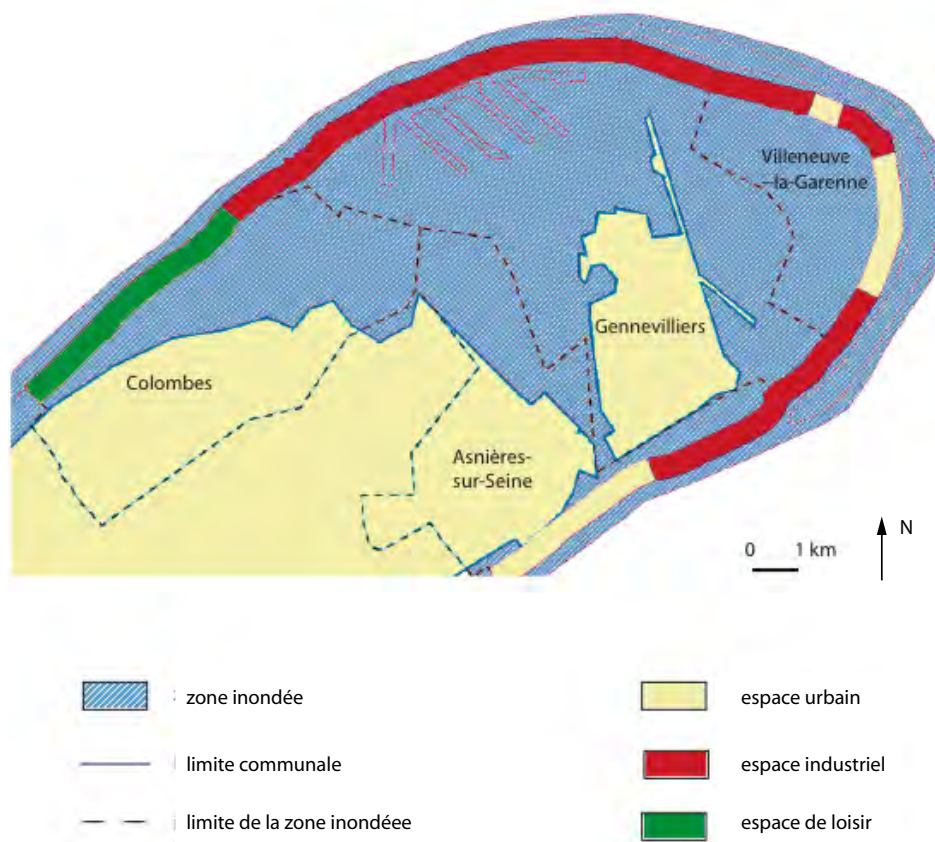 Villeneuve
–la-Garenne
Gennevilliers
Colombes
Asnières-
sur-Seine
N
0 1 km
zone inondée
espace urbain
limite communale
espace industriel
limite de la zone inondéee
espace de loisir